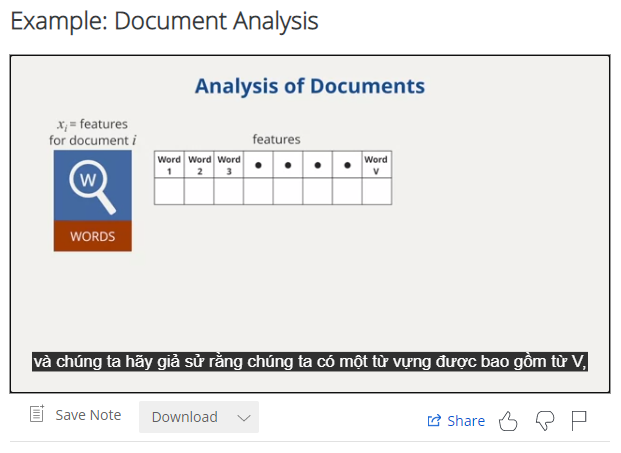 Example: Document Analysis
Analysis of Documents
xᵢ = features
for document i
features
Word 1 Word 2 Word 3 • • • • Word V
W
WORDS
và chúng ta hãy giả sử rằng chúng ta có một từ vựng được bao gồm từ V,
Save Note Download Share